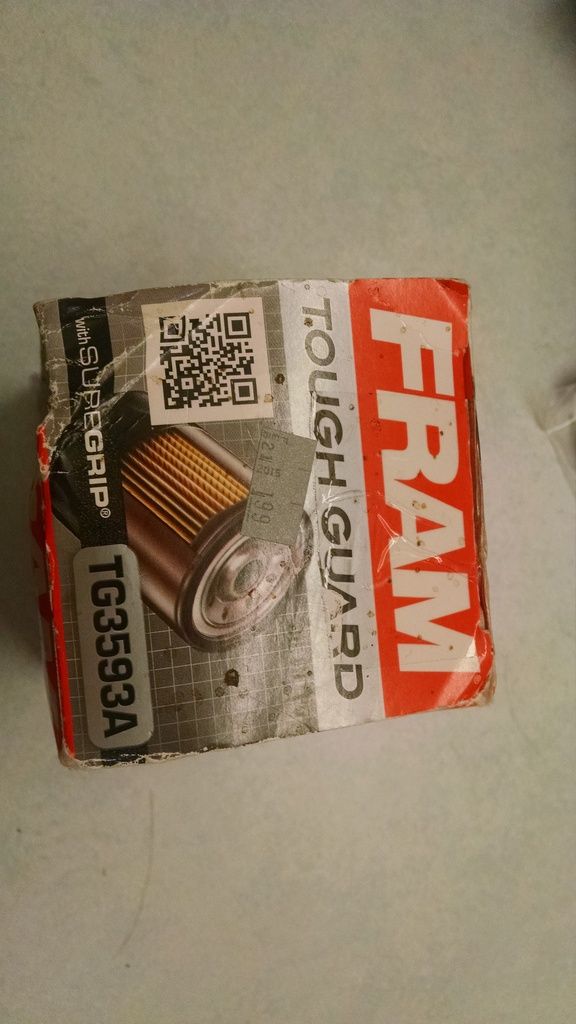 FRAM
TOUGH GUARD
with SUREGRIP®
TG3593A